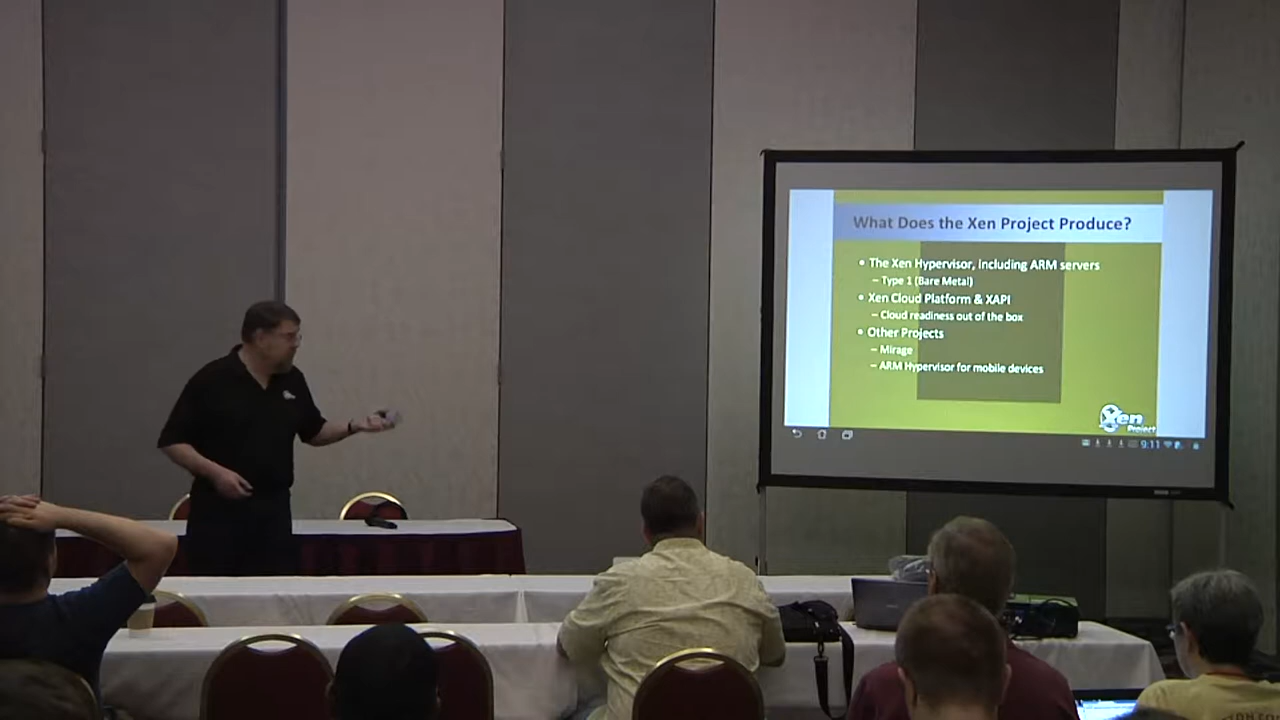 What Does the Xen Project Produce?
• The Xen Hypervisor, Including ARM servers
– Type 1 (Bare Metal)
• Xen Cloud Platform & XAPI
– Cloud readiness out of the box
• Other Projects
– Mirage
– ARM Hypervisor for mobile devices
Xen
Project
9:11